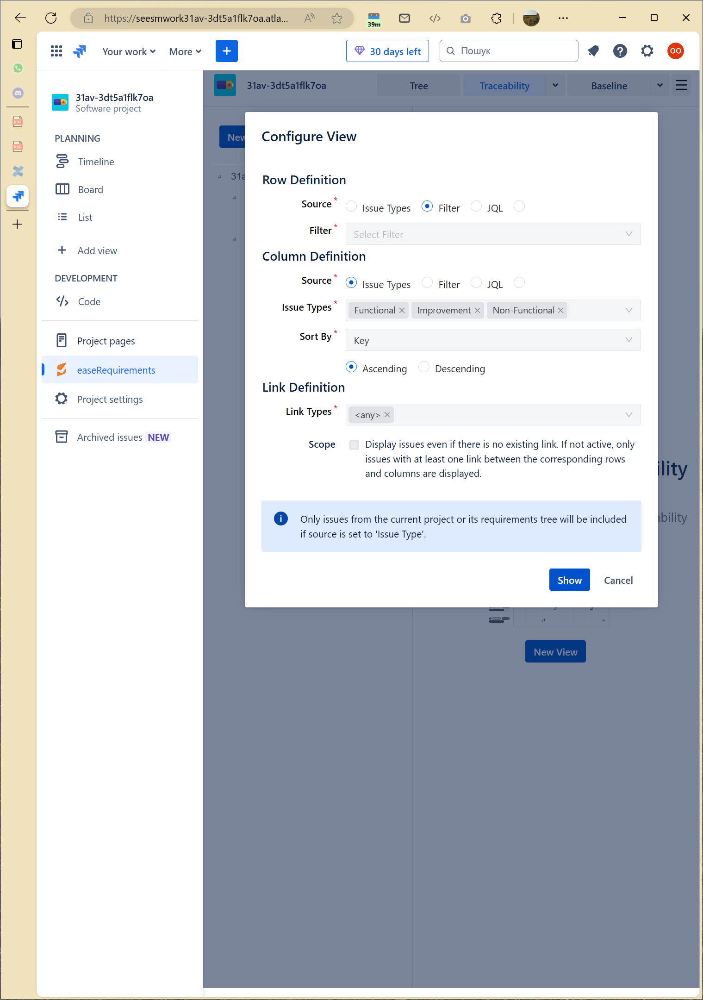 https://seesmwork31av-3dt5a1flk7oa.atla...
39m
Your work
More
30 days left
Пошук
OO
31av-3dt5a1flk7oa
Software project
PLANNING
Timeline
Board
List
Add view
DEVELOPMENT
Code
Project pages
easeRequirements
Project settings
Archived issues NEW
31av-3dt5a1flk7oa
Tree
Traceability
Baseline
New
31a
Configure View
Row Definition
Source * Issue Types Filter JQL
Filter * Select Filter
Column Definition
Source * Issue Types Filter JQL
Issue Types * Functional Improvement Non-Functional
Sort By * Key
Ascending Descending
Link Definition
Link Types * <any>
Scope Display issues even if there is no existing link. If not active, only
issues with at least one link between the corresponding rows
and columns are displayed.
Only issues from the current project or its requirements tree will be included
if source is set to 'Issue Type'.
Show Cancel
ility
ability
New View
PDF
PDF